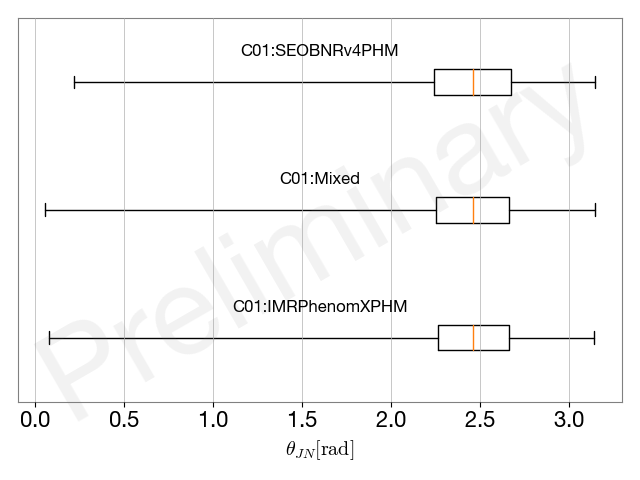 C01:SEOBNRv4PHM
C01:Mixed
C01:IMRPhenomXPHM
Preliminary
0.0 0.5 1.0 1.5 2.0 2.5 3.0
θ_JN[rad]